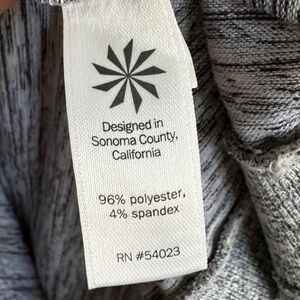 Designed in
Sonoma County,
California
96% polyester,
4% spandex
RN #54023